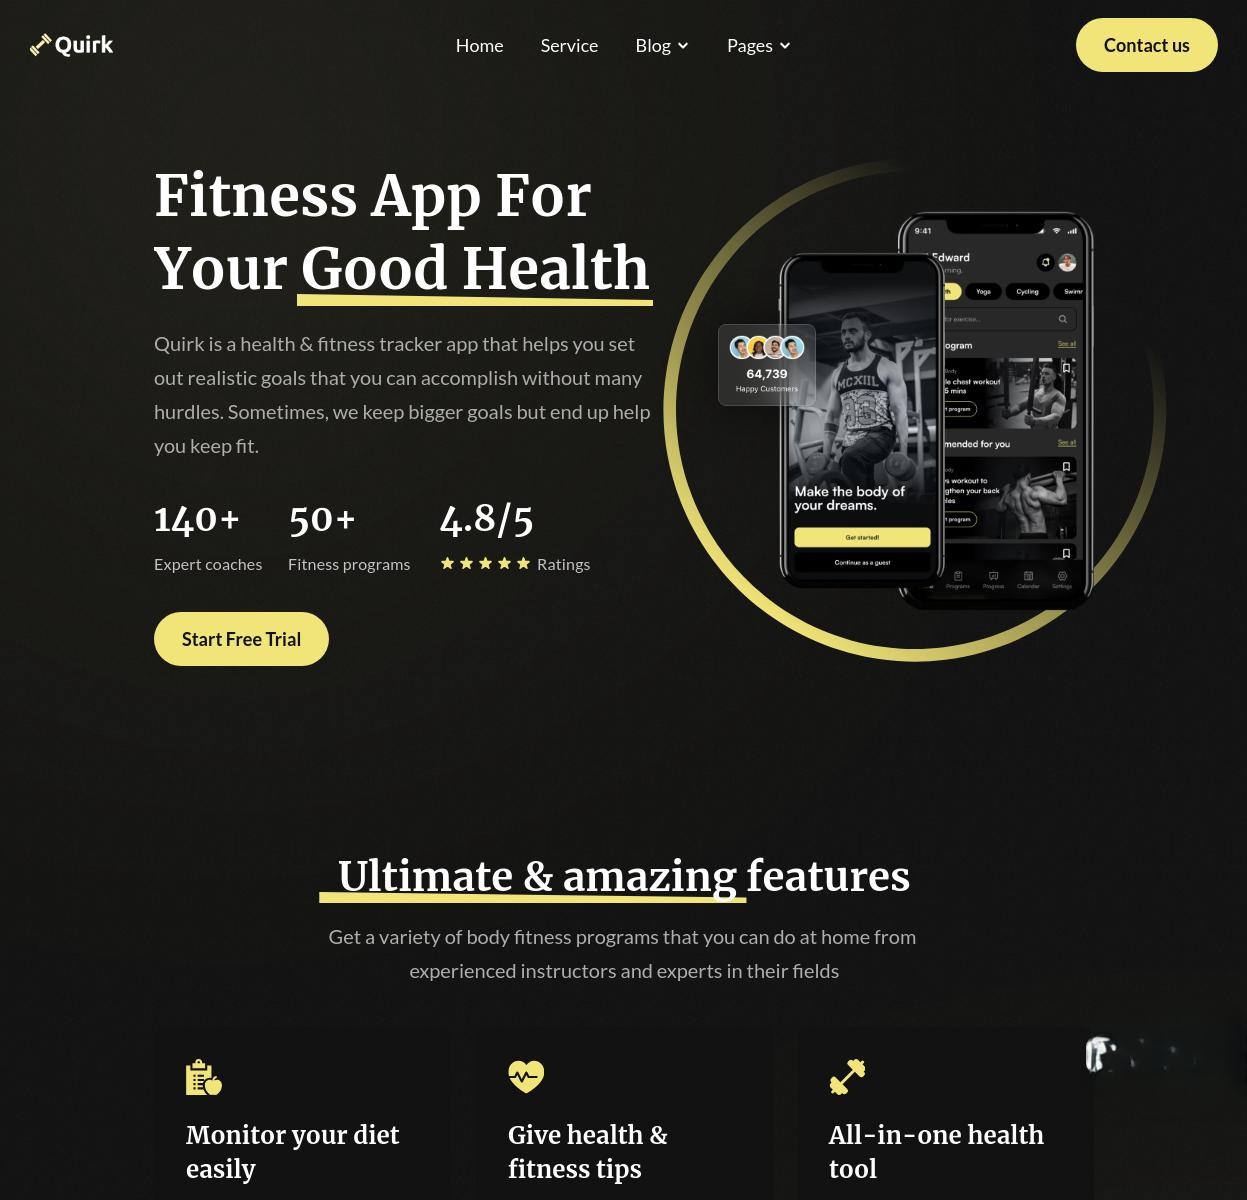 Quirk
Home
Service
Blog
Pages
Contact us
Fitness App For
Your Good Health
Quirk is a health & fitness tracker app that helps you set
out realistic goals that you can accomplish without many
hurdles. Sometimes, we keep bigger goals but end up help
you keep fit.
140+
Expert coaches
50+
Fitness programs
4.8/5
Ratings
Start Free Trial
64,739
Happy Customers
MCXIIL
Make the body of
your dreams.
Get started!
Continue as a guest
9:41
Edward
Yoga
Cycling
Swimm
for exercise...
See all
ogram
Body
le chest workout
5 mins
t program
mended for you
See all
ody
s workout to
gthen your back
les
t program
Programs
Progress
Calendar
Settings
Ultimate & amazing features
Get a variety of body fitness programs that you can do at home from
experienced instructors and experts in their fields
Monitor your diet
easily
Give health &
fitness tips
All-in-one health
tool